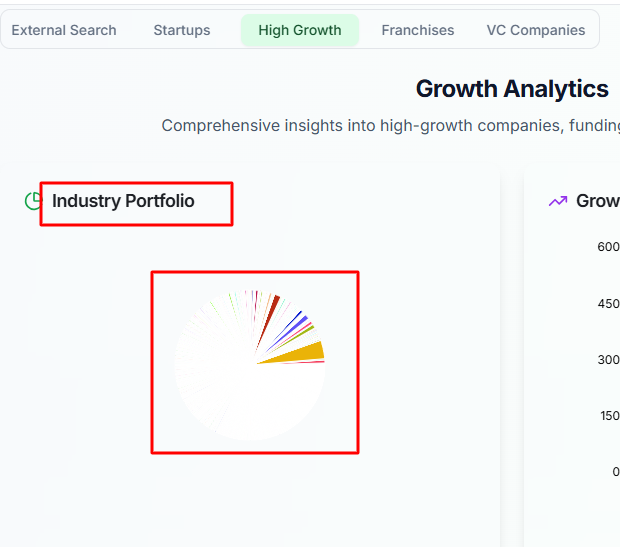 External Search
Startups
High Growth
Franchises
VC Companies
Growth Analytics
Comprehensive insights into high-growth companies, funding
Industry Portfolio
Grow
600
450
300
150
0